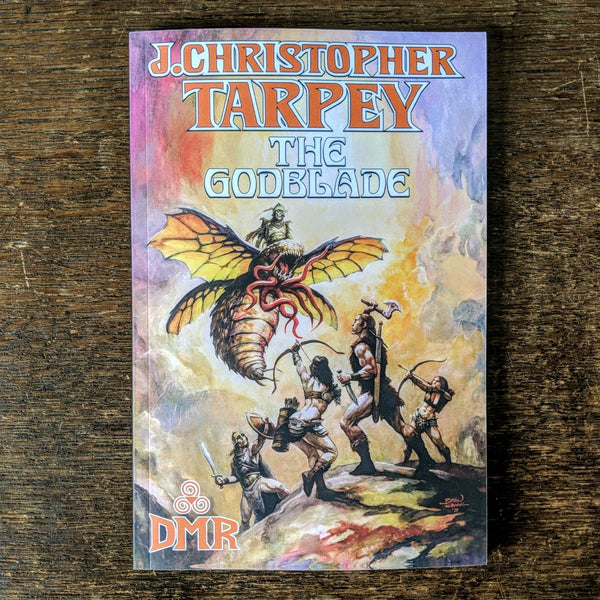 J. CHRISTOPHER
TARPEY
THE
GODBLADE
DMR